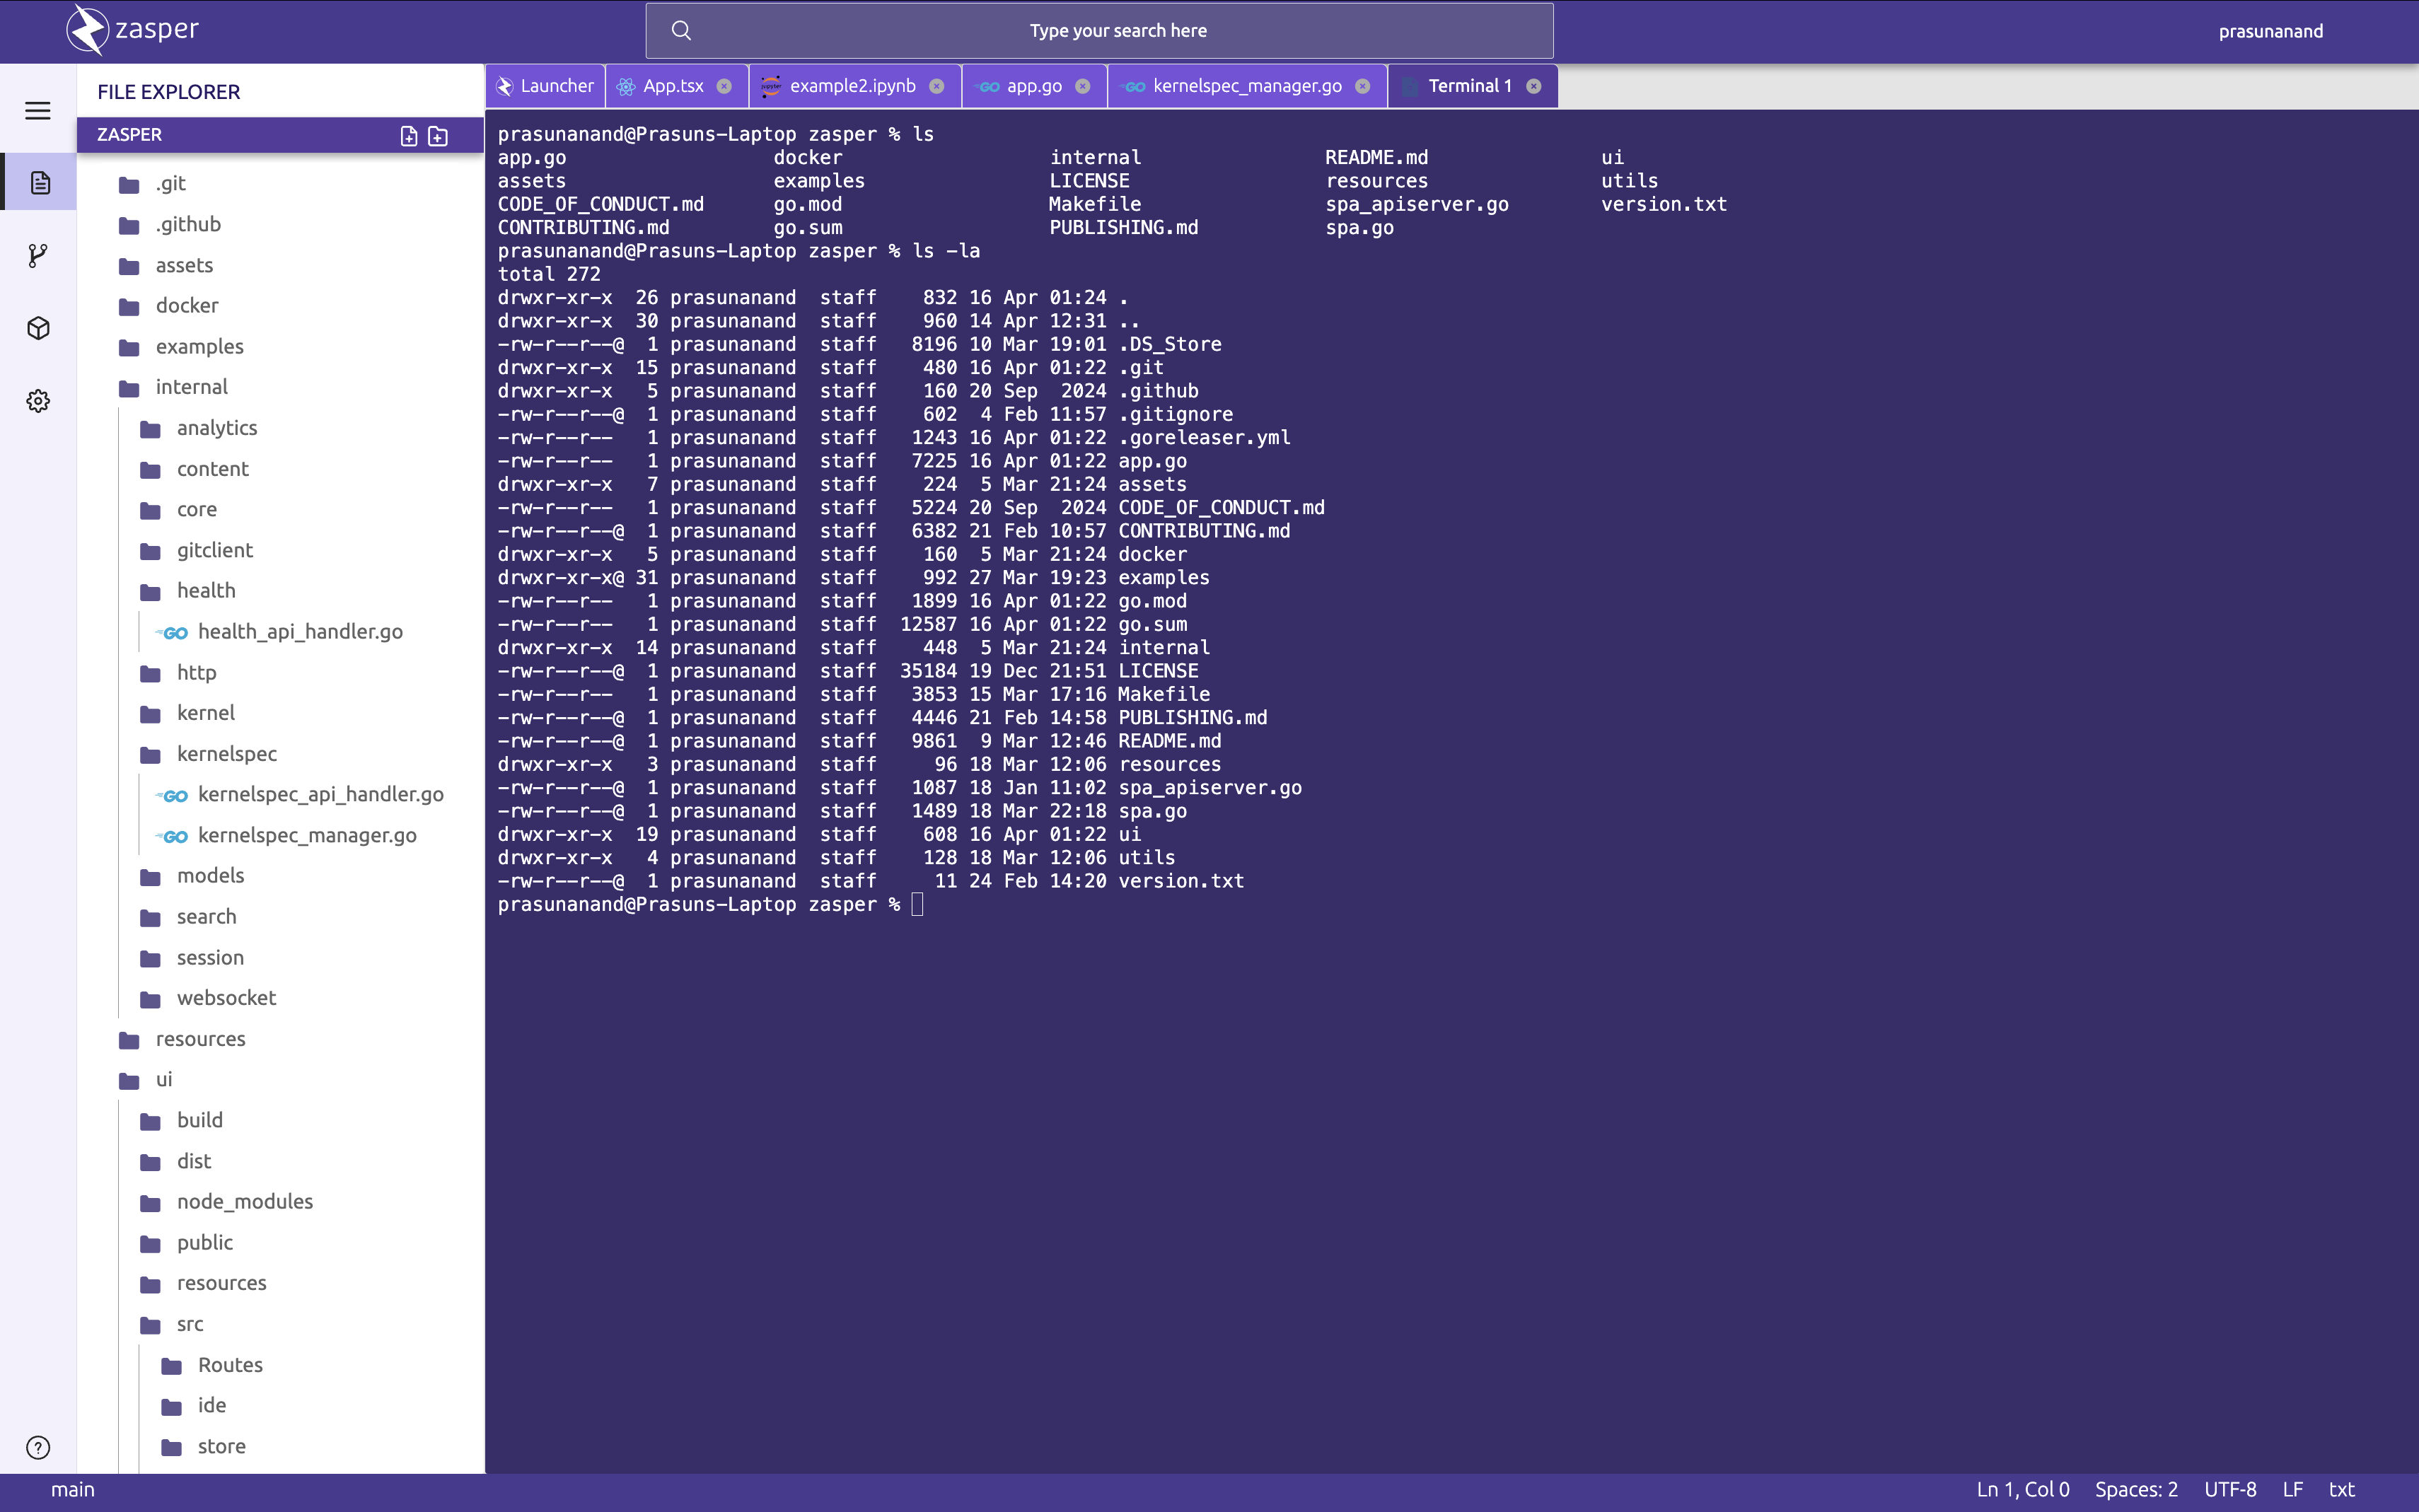 zasper
Type your search here
prasunanand
FILE EXPLORER
ZASPER
.git
.github
assets
docker
examples
internal
analytics
content
core
gitclient
health
GO health_api_handler.go
http
kernel
kernelspec
GO kernelspec_api_handler.go
GO kernelspec_manager.go
models
search
session
websocket
resources
ui
build
dist
node_modules
public
resources
src
Routes
ide
store
Launcher App.tsx jupyter example2.ipynb GO app.go GO kernelspec_manager.go Terminal 1
prasunanand@Prasuns-Laptop zasper % ls
app.go docker internal README.md ui
assets examples LICENSE resources utils
CODE_OF_CONDUCT.md go.mod Makefile spa_apiserver.go version.txt
CONTRIBUTING.md go.sum PUBLISHING.md spa.go
prasunanand@Prasuns-Laptop zasper % ls -la
total 272
drwxr-xr-x 26 prasunanand staff 832 16 Apr 01:24 .
drwxr-xr-x 30 prasunanand staff 960 14 Apr 12:31 ..
-rw-r--r--@ 1 prasunanand staff 8196 10 Mar 19:01 .DS_Store
drwxr-xr-x 15 prasunanand staff 480 16 Apr 01:22 .git
drwxr-xr-x 5 prasunanand staff 160 20 Sep 2024 .github
-rw-r--r--@ 1 prasunanand staff 602 4 Feb 11:57 .gitignore
-rw-r--r-- 1 prasunanand staff 1243 16 Apr 01:22 .goreleaser.yml
-rw-r--r-- 1 prasunanand staff 7225 16 Apr 01:22 app.go
drwxr-xr-x 7 prasunanand staff 224 5 Mar 21:24 assets
-rw-r--r-- 1 prasunanand staff 5224 20 Sep 2024 CODE_OF_CONDUCT.md
-rw-r--r--@ 1 prasunanand staff 6382 21 Feb 10:57 CONTRIBUTING.md
drwxr-xr-x 5 prasunanand staff 160 5 Mar 21:24 docker
drwxr-xr-x@ 31 prasunanand staff 992 27 Mar 19:23 examples
-rw-r--r-- 1 prasunanand staff 1899 16 Apr 01:22 go.mod
-rw-r--r-- 1 prasunanand staff 12587 16 Apr 01:22 go.sum
drwxr-xr-x 14 prasunanand staff 448 5 Mar 21:24 internal
-rw-r--r--@ 1 prasunanand staff 35184 19 Dec 21:51 LICENSE
-rw-r--r-- 1 prasunanand staff 3853 15 Mar 17:16 Makefile
-rw-r--r--@ 1 prasunanand staff 4446 21 Feb 14:58 PUBLISHING.md
-rw-r--r--@ 1 prasunanand staff 9861 9 Mar 12:46 README.md
drwxr-xr-x 3 prasunanand staff 96 18 Mar 12:06 resources
-rw-r--r--@ 1 prasunanand staff 1087 18 Jan 11:02 spa_apiserver.go
-rw-r--r--@ 1 prasunanand staff 1489 18 Mar 22:18 spa.go
drwxr-xr-x 19 prasunanand staff 608 16 Apr 01:22 ui
drwxr-xr-x 4 prasunanand staff 128 18 Mar 12:06 utils
-rw-r--r--@ 1 prasunanand staff 11 24 Feb 14:20 version.txt
prasunanand@Prasuns-Laptop zasper %
main
Ln 1, Col 0 Spaces: 2 UTF-8 LF txt